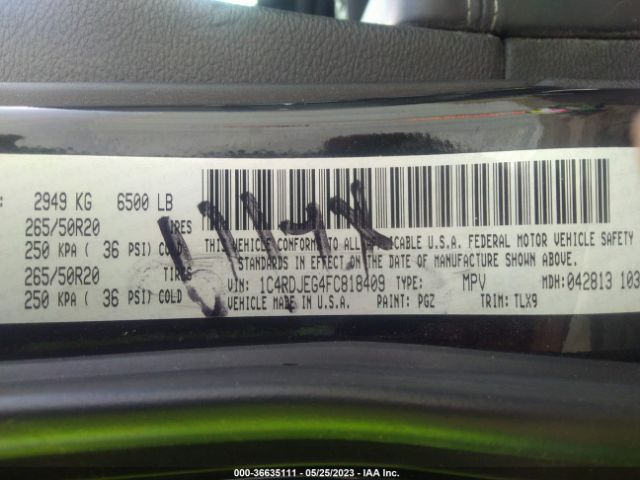 : 2949 KG 6500 LB
265/50R20 TIRES
250 KPA ( 36 PSI) COLD
265/50R20 TIRES
250 KPA ( 36 PSI) COLD
THIS VEHICLE CONFORMS TO ALL APPLICABLE U.S.A. FEDERAL MOTOR VEHICLE SAFETY
STANDARDS IN EFFECT ON THE DATE OF MANUFACTURE SHOWN ABOVE.
VIN: 1C4RDJEG4FC818409 TYPE: MPV MDH: 042813 103
VEHICLE MADE IN U.S.A. PAINT: PGZ TRIM: TLX9
000-36635111 - 05/25/2023 - IAA Inc.